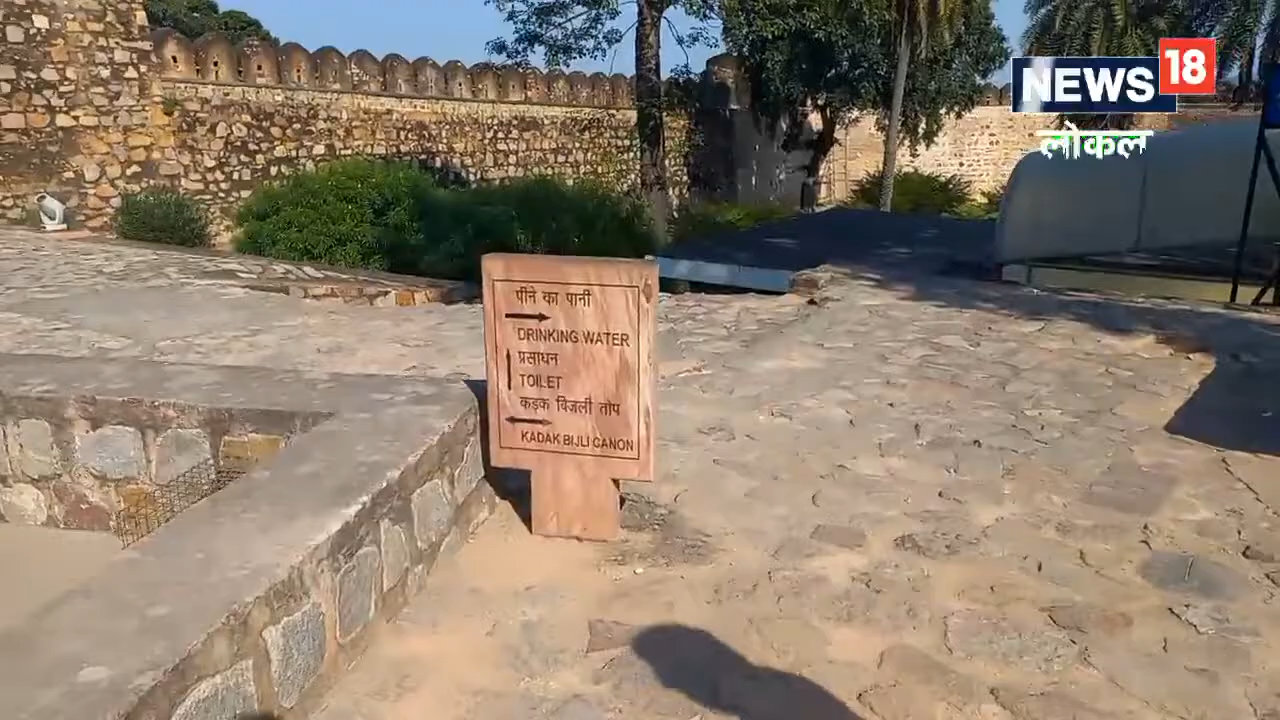 NEWS 18
लोकल
पीने का पानी
DRINKING WATER
प्रसाधन
TOILET
कड़क बिजली तोप
KADAK BIJLI CANON